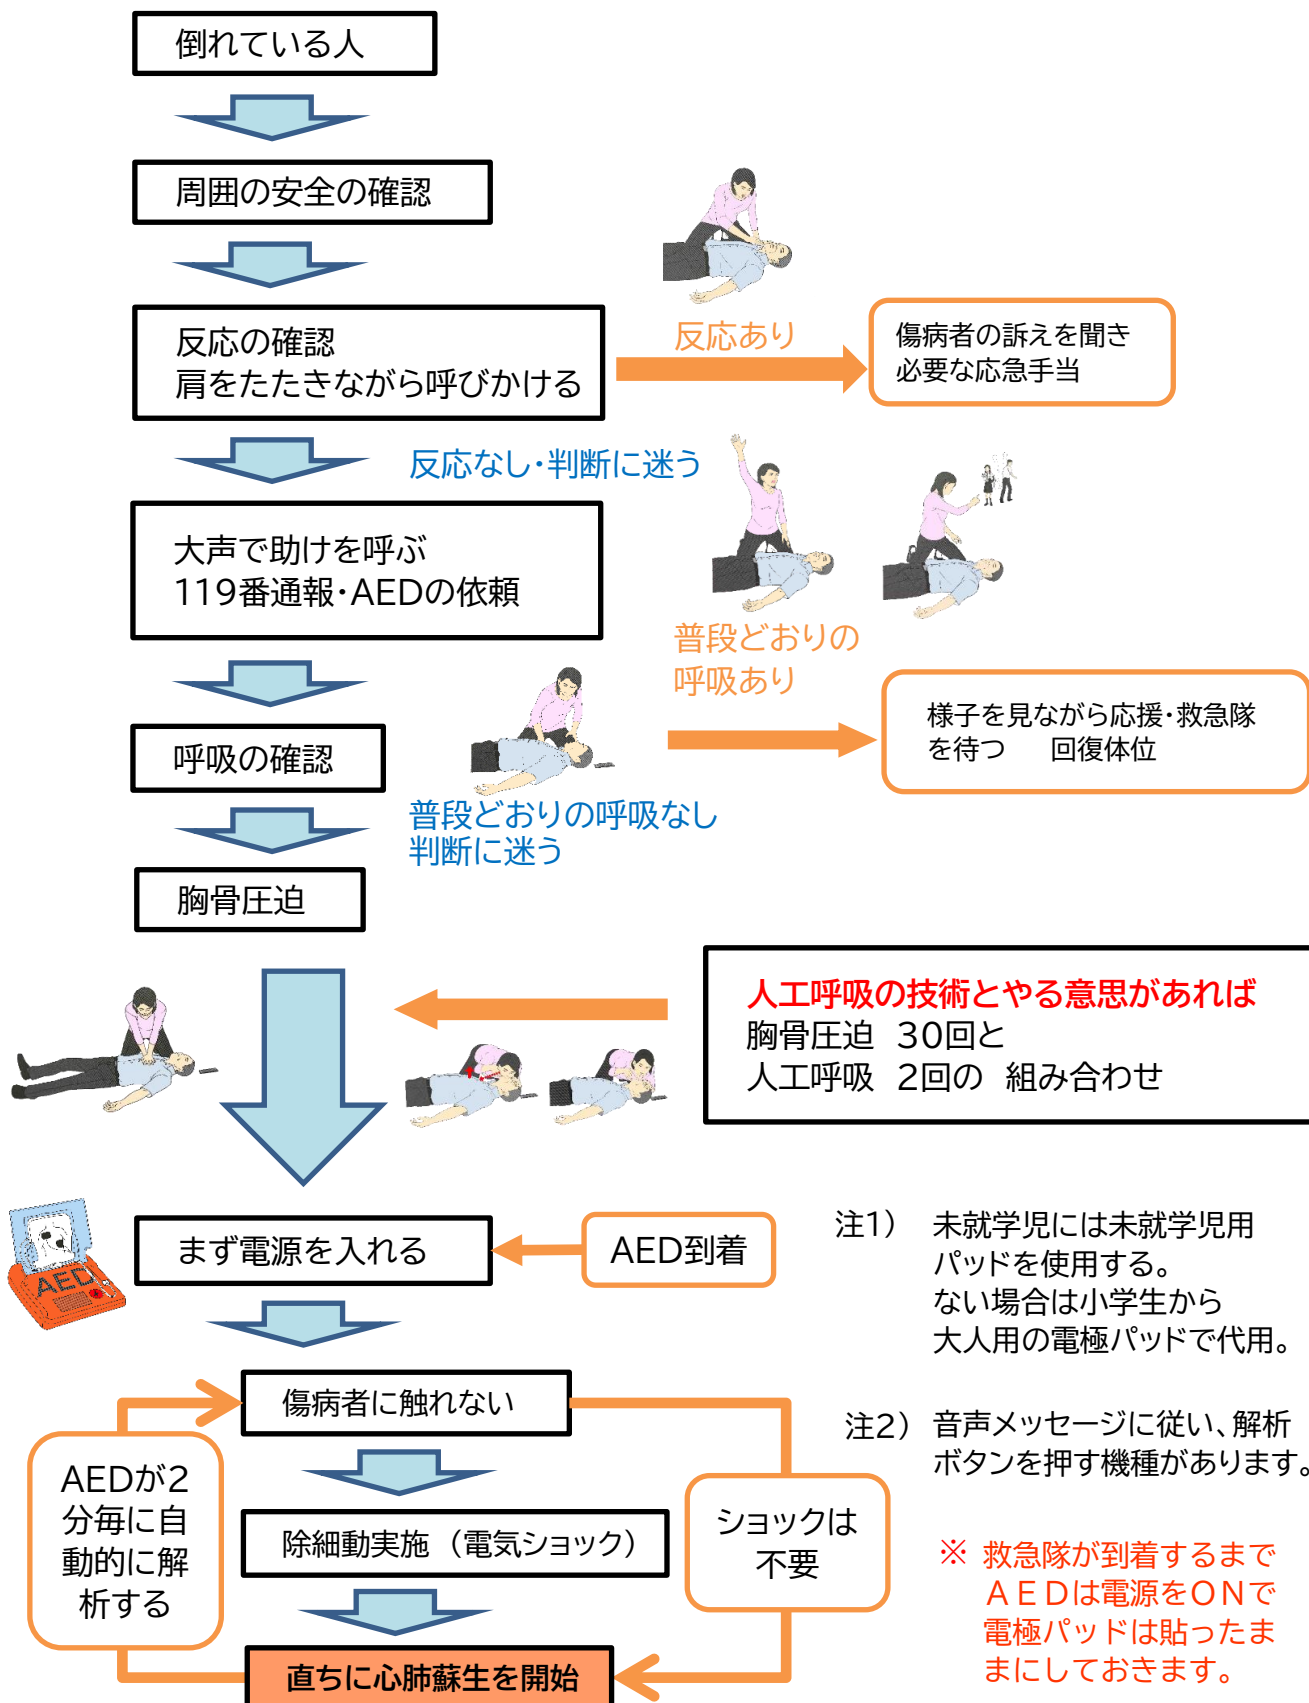 倒れている人
周囲の安全の確認
反応の確認
肩をたたきながら呼びかける
反応あり
傷病者の訴えを聞き
必要な応急手当
反応なし・判断に迷う
大声で助けを呼ぶ
119番通報・AEDの依頼
普段どおりの
呼吸あり
様子を見ながら応援・救急隊
を待つ　回復体位
呼吸の確認
普段どおりの呼吸なし
判断に迷う
胸骨圧迫
人工呼吸の技術とやる意思があれば
胸骨圧迫 30回と
人工呼吸 2回の 組み合わせ
AED
まず電源を入れる
AED到着
注1） 未就学児には未就学児用
パッドを使用する。
ない場合は小学生から
大人用の電極パッドで代用。
傷病者に触れない
注2） 音声メッセージに従い、解析
ボタンを押す機種があります。
AEDが2
分毎に自
動的に解
析する
除細動実施（電気ショック）
ショックは
不要
直ちに心肺蘇生を開始
※ 救急隊が到着するまで
ＡＥＤは電源をＯＮで
電極パッドは貼ったま
まにしておきます。